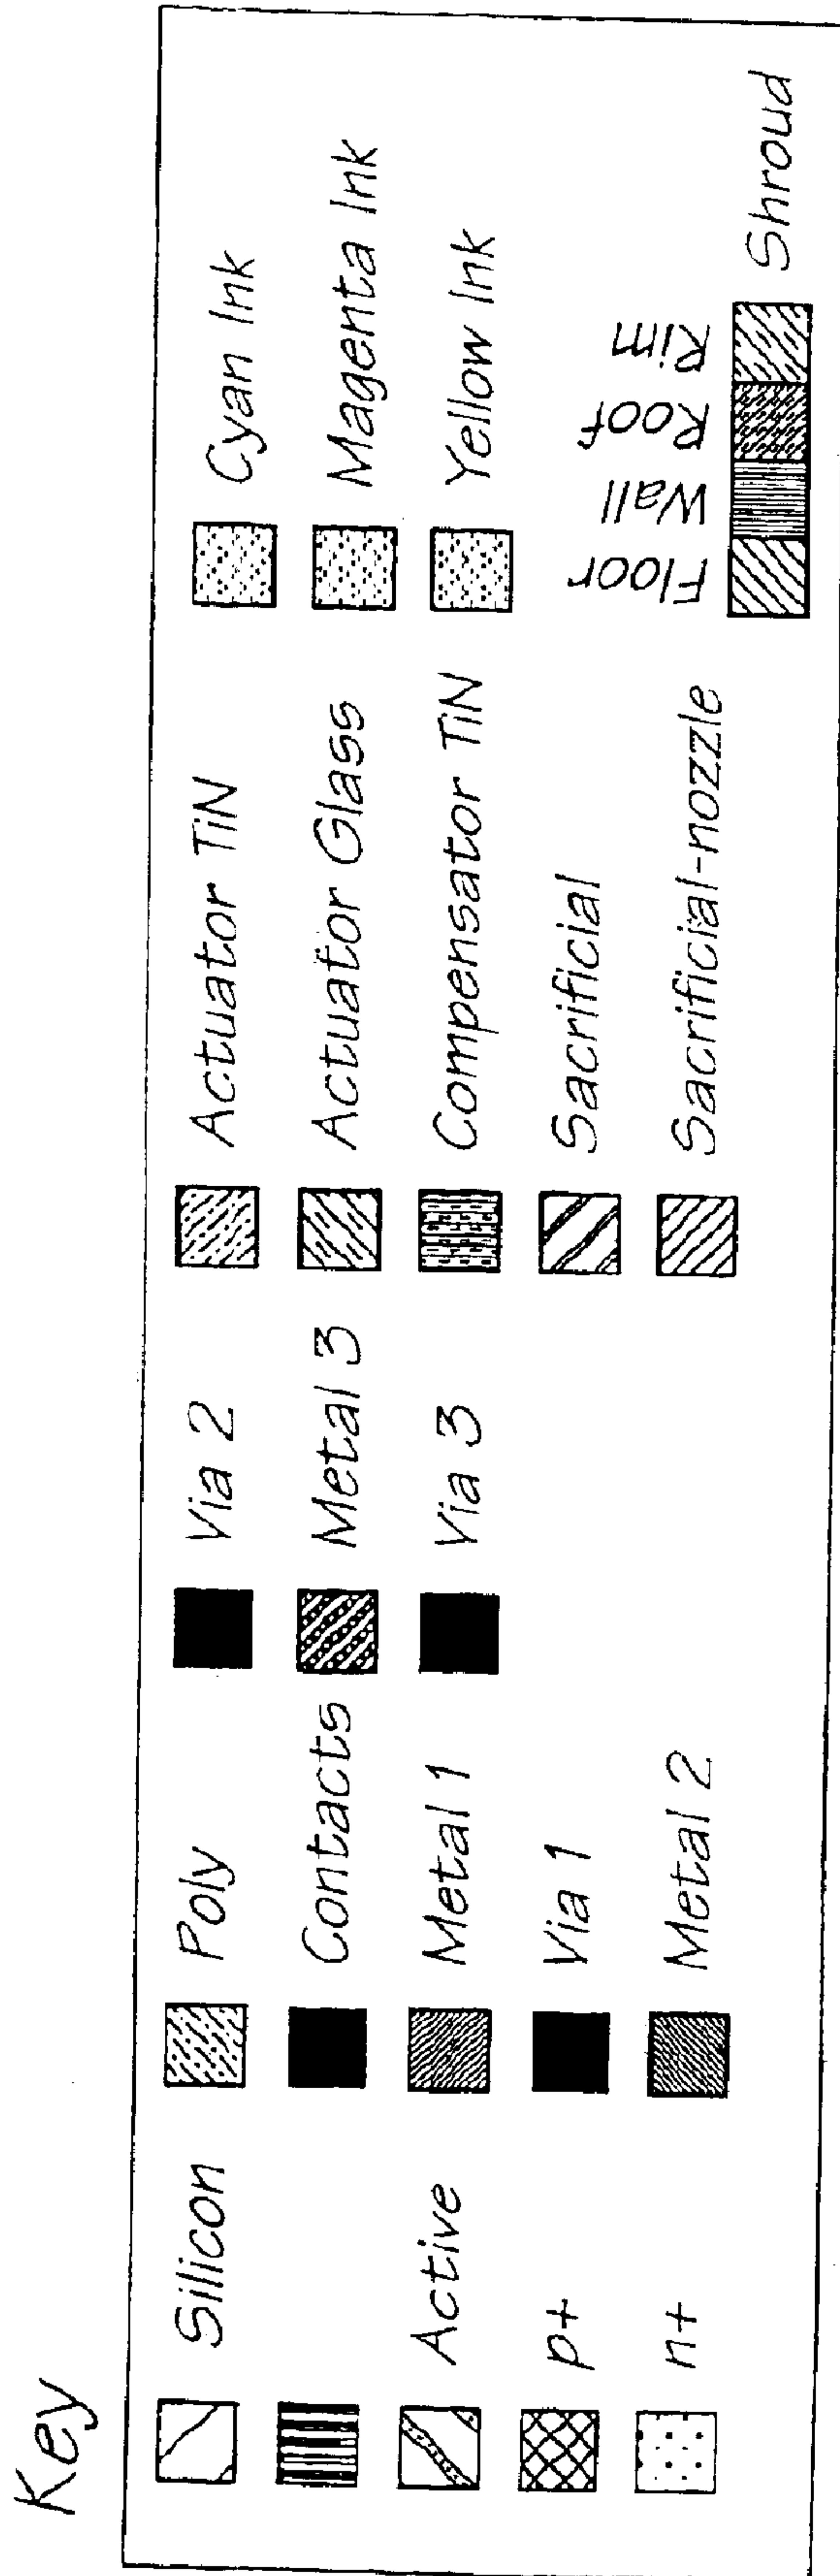 Key
Silicon
Active
p+
n+
Poly
Contacts
Metal 1
Via 1
Metal 2
Via 2
Metal 3
Via 3
Actuator TiN
Actuator Glass
Compensator TiN
Sacrificial
Sacrificial-nozzle
Cyan Ink
Magenta Ink
Yellow Ink
Floor
Wall
Roof
Rim
Shroud